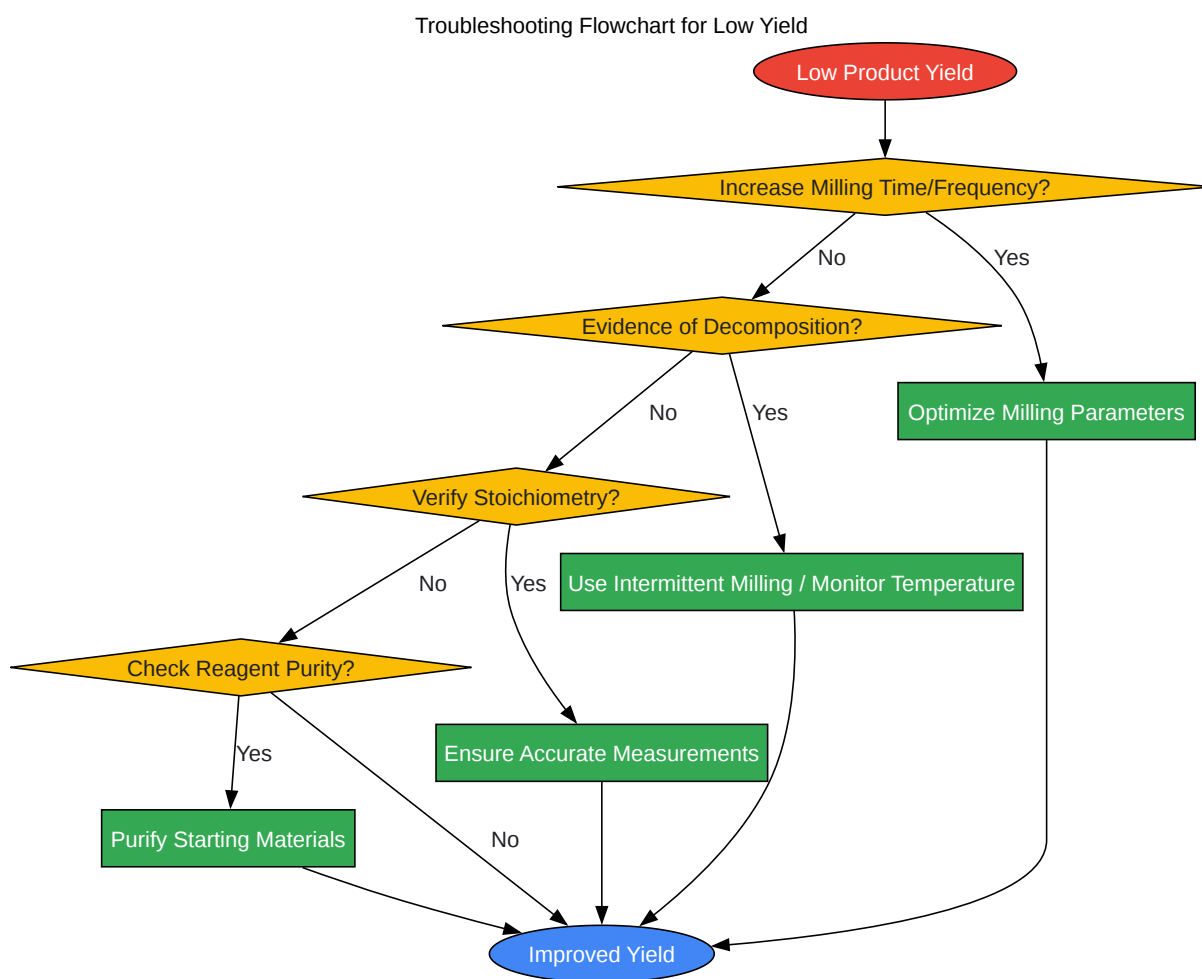 Troubleshooting Flowchart for Low Yield
Low Product Yield
Increase Milling Time/Frequency?
No
Yes
Evidence of Decomposition?
No
Yes
Optimize Milling Parameters
Verify Stoichiometry?
No
Yes
Use Intermittent Milling / Monitor Temperature
Check Reagent Purity?
Yes
Ensure Accurate Measurements
Purify Starting Materials
No
Improved Yield